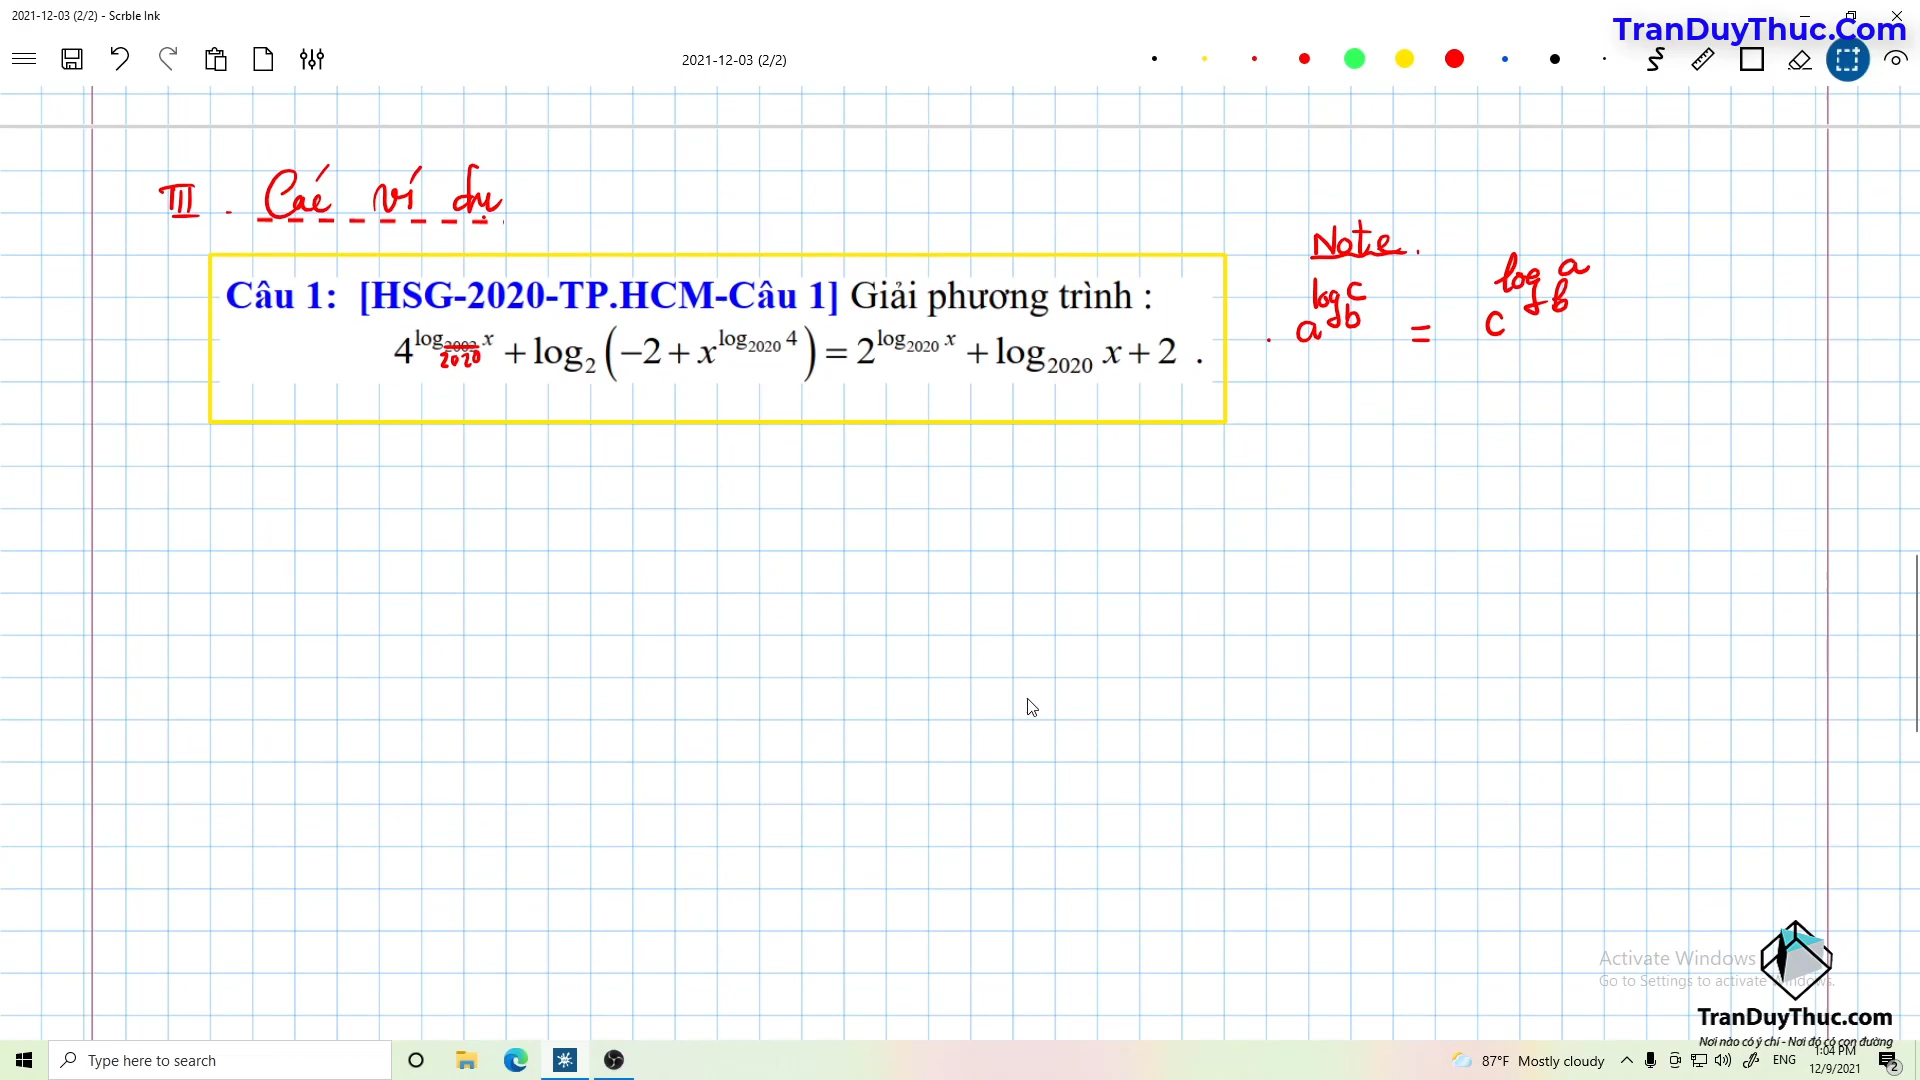 2021-12-03 (2/2) - Scrble Ink
TranDuyThuc.Com
2021-12-03 (2/2)
III. Các ví dụ
Note.
a^{log_b c} = c^{log_b a}
Câu 1: [HSG-2020-TP.HCM-Câu 1] Giải phương trình :
4^{log_{2020} x} + log_2(−2 + x^{log_{2020} 4}) = 2^{log_{2020} x} + log_{2020} x + 2 .
Activate Windows
Go to Settings to activate Windows.
TranDuyThuc.com
Nơi nào có ý chí - Nơi đó có con đường
Type here to search
87°F Mostly cloudy
ENG
1:04 PM
12/9/2021
2